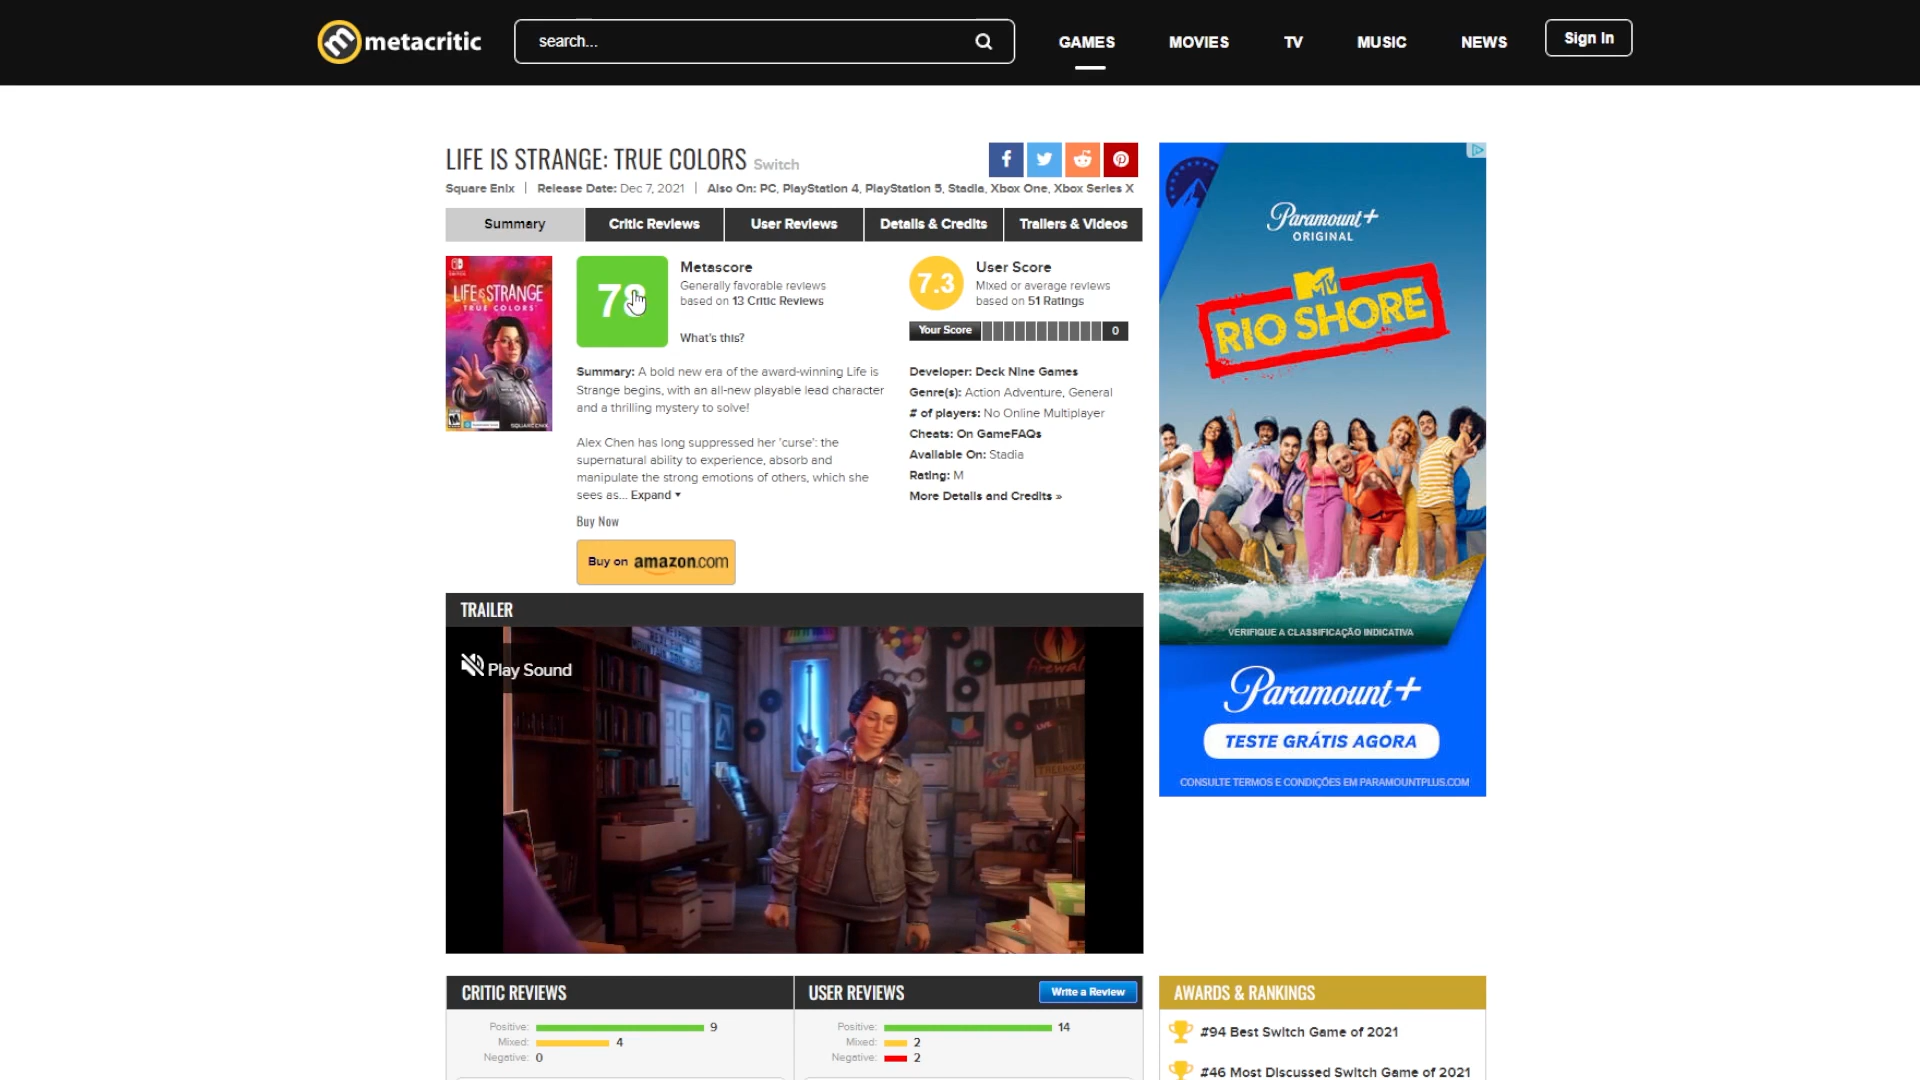 metacritic
search...
GAMES
MOVIES
TV
MUSIC
NEWS
Sign In
LIFE IS STRANGE: TRUE COLORS Switch
Square Enix | Release Date: Dec 7, 2021 | Also On: PC, PlayStation 4, PlayStation 5, Stadia, Xbox One, Xbox Series X
Summary
Critic Reviews
User Reviews
Details & Credits
Trailers & Videos
LIFE IS STRANGE
TRUE COLORS
SQUARE ENIX
78
Metascore
Generally favorable reviews
based on 13 Critic Reviews
What's this?
7.3
User Score
Mixed or average reviews
based on 51 Ratings
Your Score
0
Summary: A bold new era of the award-winning Life is
Strange begins, with an all-new playable lead character
and a thrilling mystery to solve!
Alex Chen has long suppressed her 'curse': the
supernatural ability to experience, absorb and
manipulate the strong emotions of others, which she
sees as... Expand
Developer: Deck Nine Games
Genre(s): Action Adventure, General
# of players: No Online Multiplayer
Cheats: On GameFAQs
Available On: Stadia
Rating: M
More Details and Credits »
Buy Now
Buy on amazon.com
TRAILER
Play Sound
firewalk
LIVE
Paramount+
ORIGINAL
MTV
RIO SHORE
VERIFIQUE A CLASSIFICAÇÃO INDICATIVA
Paramount+
TESTE GRÁTIS AGORA
CONSULTE TERMOS E CONDIÇÕES EM PARAMOUNTPLUS.COM
CRITIC REVIEWS
Positive: 9
Mixed: 4
Negative: 0
USER REVIEWS
Write a Review
Positive: 14
Mixed: 2
Negative: 2
AWARDS & RANKINGS
#94 Best Switch Game of 2021
#46 Most Discussed Switch Game of 2021